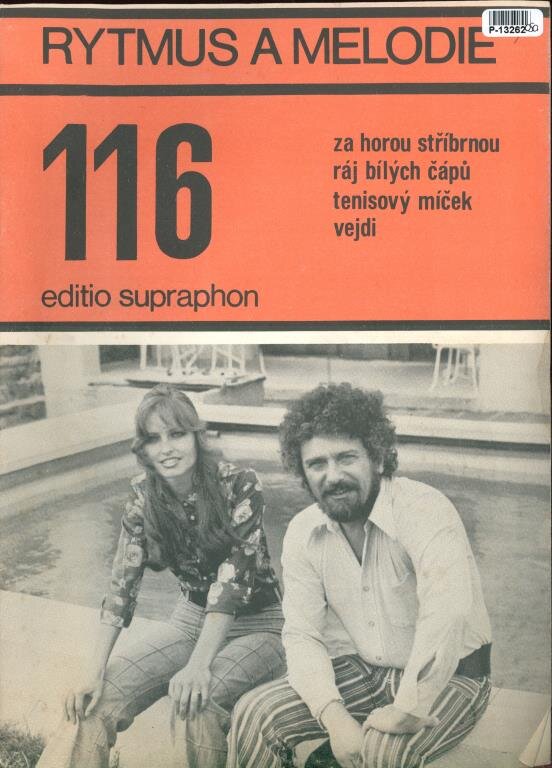 RYTMUS A MELODIE
P-13262
116
za horou stříbrnou
ráj bílých čápů
tenisový míček
vejdi
editio supraphon